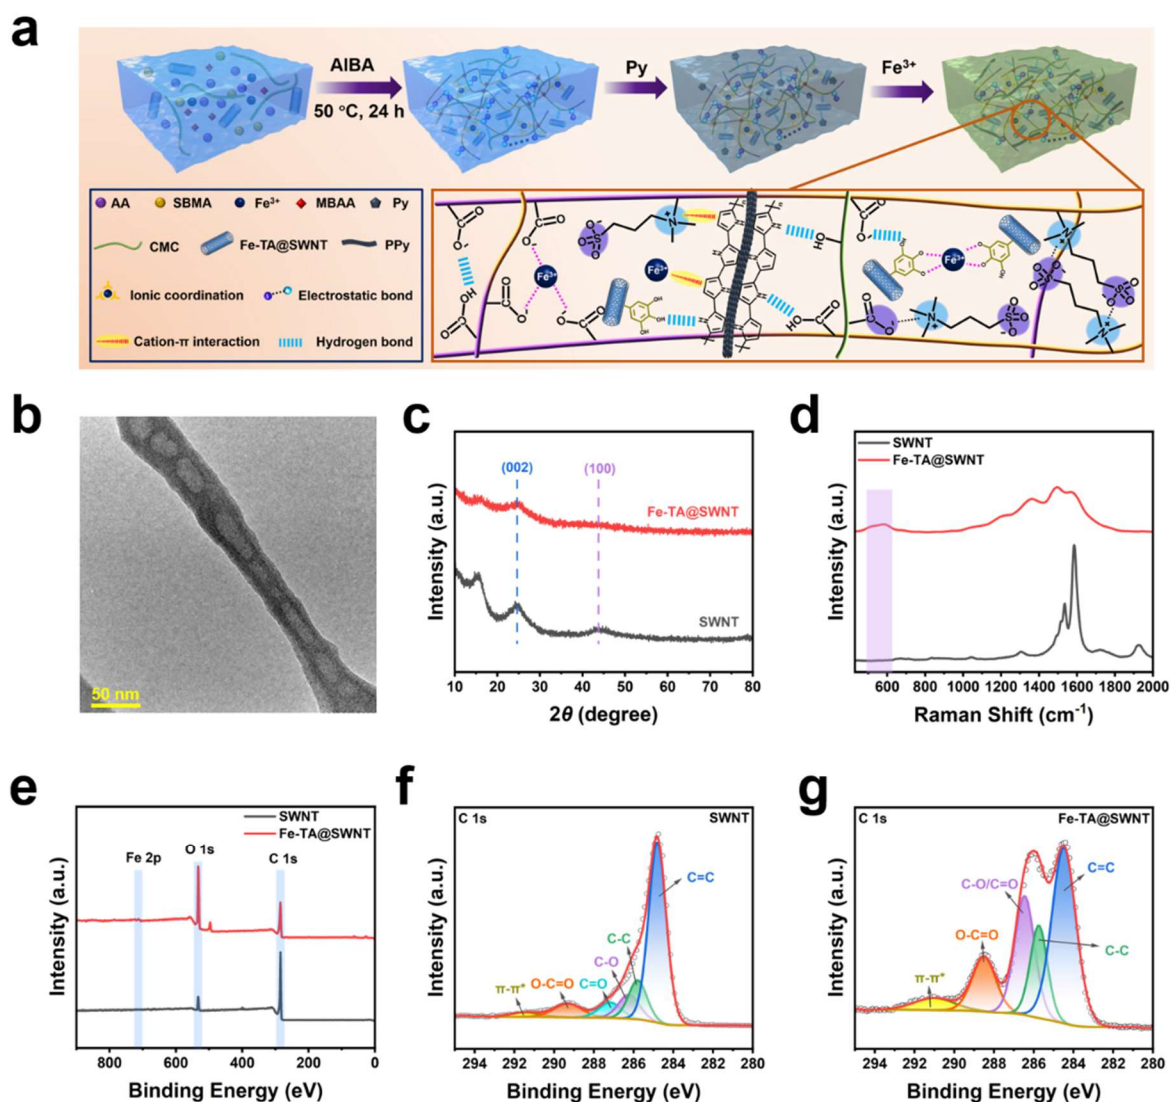 a
AIBA
50 °C, 24 h
Py
Fe³⁺
AA SBMA Fe³⁺ MBAA Py
CMC Fe-TA@SWNT PPy
Ionic coordination Electrostatic bond
Cation-π interaction Hydrogen bond
Fe³⁺
Fe³⁺
Fe³⁺
b
50 nm
c
Intensity (a.u.)
(002)
(100)
Fe-TA@SWNT
SWNT
10 20 30 40 50 60 70 80
2θ (degree)
d
Intensity (a.u.)
SWNT
Fe-TA@SWNT
600 800 1000 1200 1400 1600 1800 2000
Raman Shift (cm⁻¹)
e
Intensity (a.u.)
SWNT
Fe-TA@SWNT
Fe 2p
O 1s
C 1s
800 600 400 200 0
Binding Energy (eV)
f
Intensity (a.u.)
C 1s
SWNT
C=C
C-C
C-O
C=O
O-C=O
π-π*
294 292 290 288 286 284 282 280
Binding Energy (eV)
g
Intensity (a.u.)
C 1s
Fe-TA@SWNT
C=C
C-O/C=O
C-C
O-C=O
π-π*
294 292 290 288 286 284 282 280
Binding Energy (eV)